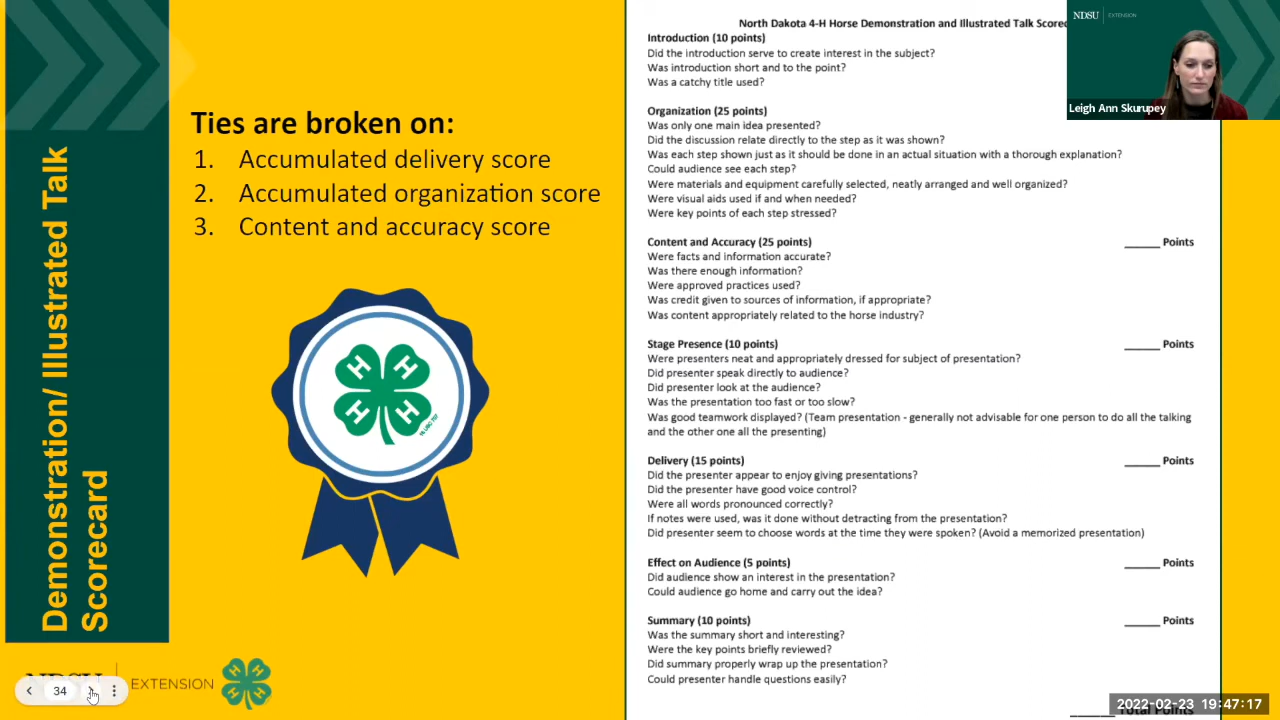 Demonstration/ Illustrated Talk
Scorecard
Ties are broken on:
1. Accumulated delivery score
2. Accumulated organization score
3. Content and accuracy score
H H
H H
NDSU EXTENSION
34
North Dakota 4-H Horse Demonstration and Illustrated Talk
Introduction (10 points)
Did the introduction serve to create interest in the subject?
Was introduction short and to the point?
Was a catchy title used?
Organization (25 points)
Was only one main idea presented?
Did the discussion relate directly to the step as it was shown?
Was each step shown just as it should be done in an actual situation with a thorough explanation?
Could audience see each step?
Were materials and equipment carefully selected, neatly arranged and well organized?
Were visual aids used if and when needed?
Were key points of each step stressed?
Content and Accuracy (25 points) ______ Points
Were facts and information accurate?
Was there enough information?
Were approved practices used?
Was credit given to sources of information, if appropriate?
Was content appropriately related to the horse industry?
Stage Presence (10 points) ______ Points
Were presenters neat and appropriately dressed for subject of presentation?
Did presenter speak directly to audience?
Did presenter look at the audience?
Was the presentation too fast or too slow?
Was good teamwork displayed? (Team presentation - generally not advisable for one person to do all the talking
and the other one all the presenting)
Delivery (15 points) ______ Points
Did the presenter appear to enjoy giving presentations?
Did the presenter have good voice control?
Were all words pronounced correctly?
If notes were used, was it done without detracting from the presentation?
Did presenter seem to choose words at the time they were spoken? (Avoid a memorized presentation)
Effect on Audience (5 points) ______ Points
Did audience show an interest in the presentation?
Could audience go home and carry out the idea?
Summary (10 points) ______ Points
Was the summary short and interesting?
Were the key points briefly reviewed?
Did summary properly wrap up the presentation?
Could presenter handle questions easily?
______ Total Points
NDSU EXTENSION
Leigh Ann Skurupey
2022-02-23 19:47:17